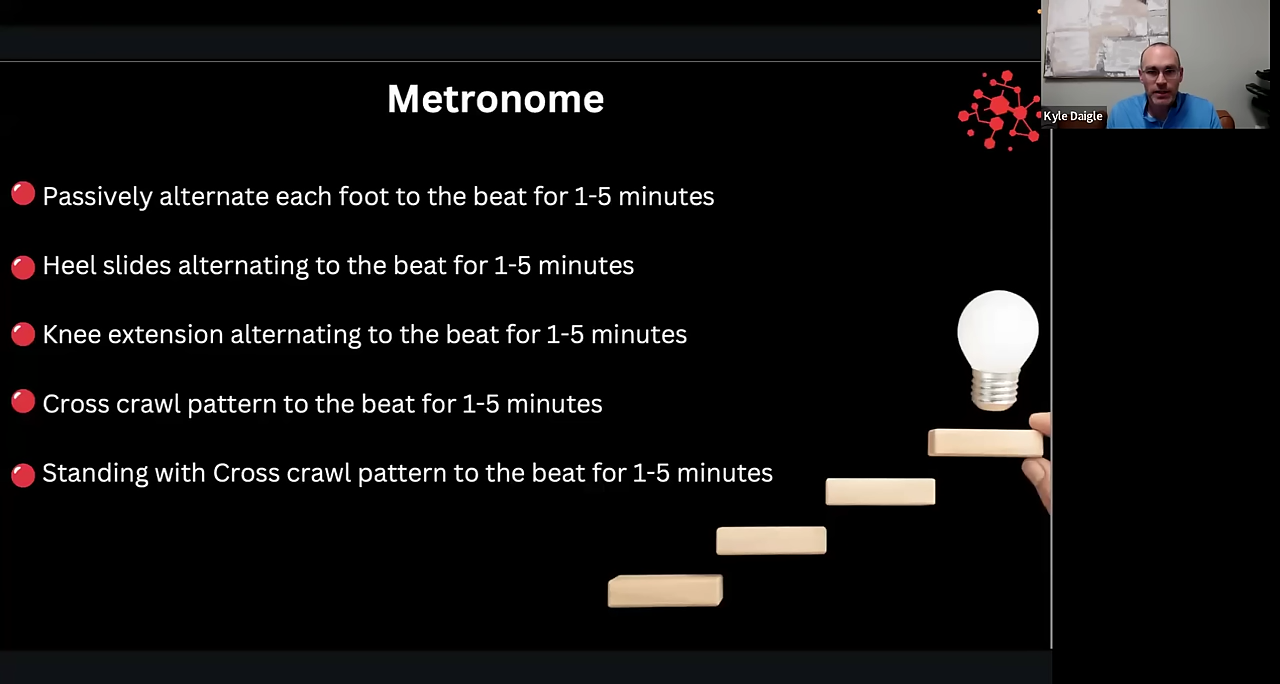 Metronome
Kyle Daigle
Passively alternate each foot to the beat for 1-5 minutes
Heel slides alternating to the beat for 1-5 minutes
Knee extension alternating to the beat for 1-5 minutes
Cross crawl pattern to the beat for 1-5 minutes
Standing with Cross crawl pattern to the beat for 1-5 minutes